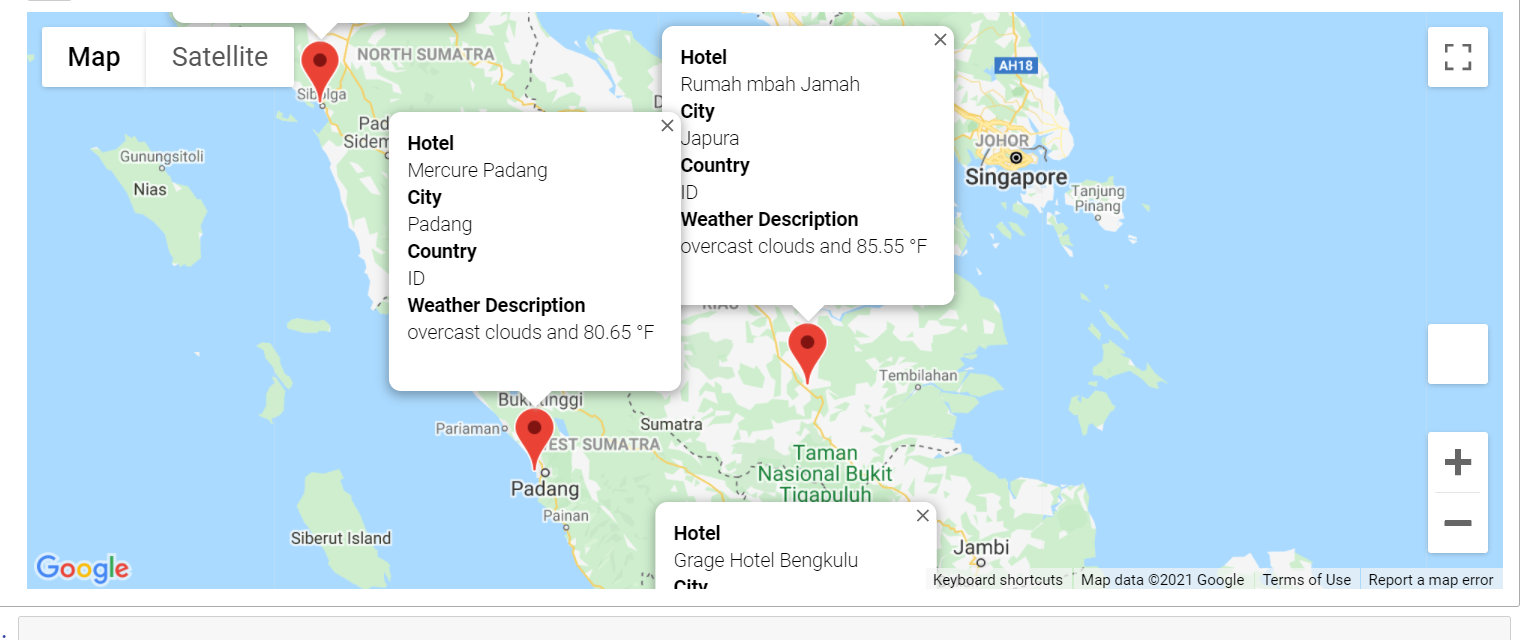 Map
Satellite
NORTH SUMATRA
Sibolga
Pad
Sidem
Gunungsitoli
Nias
Hotel
Mercure Padang
City
Padang
Country
ID
Weather Description
overcast clouds and 80.65 °F
Hotel
Rumah mbah Jamah
City
Japura
Country
ID
Weather Description
overcast clouds and 85.55 °F
D
AH18
JOHOR
Singapore
Tanjung
Pinang
RIAU
Tembilahan
Bukittinggi
Pariaman
Sumatra
EST SUMATRA
Padang
Painan
Siberut Island
Taman
Nasional Bukit
Tigapuluh
Hotel
Grage Hotel Bengkulu
City
Jambi
Google
Keyboard shortcuts
Map data ©2021 Google
Terms of Use
Report a map error